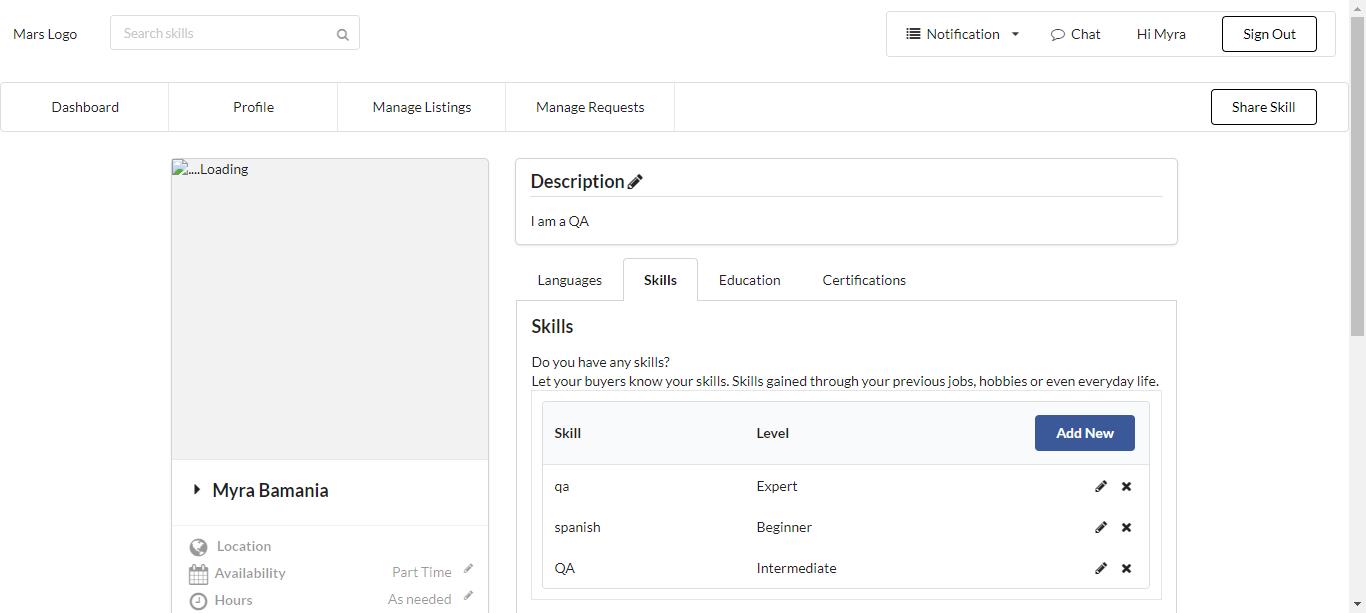 Mars Logo
Search skills
Notification
Chat
Hi Myra
Sign Out
Dashboard
Profile
Manage Listings
Manage Requests
Share Skill
....Loading
Myra Bamania
Location
Availability
Part Time
Hours
As needed
Description
I am a QA
Languages
Skills
Education
Certifications
Skills
Do you have any skills?
Let your buyers know your skills. Skills gained through your previous jobs, hobbies or even everyday life.
Skill Level Add New
qa Expert
spanish Beginner
QA Intermediate